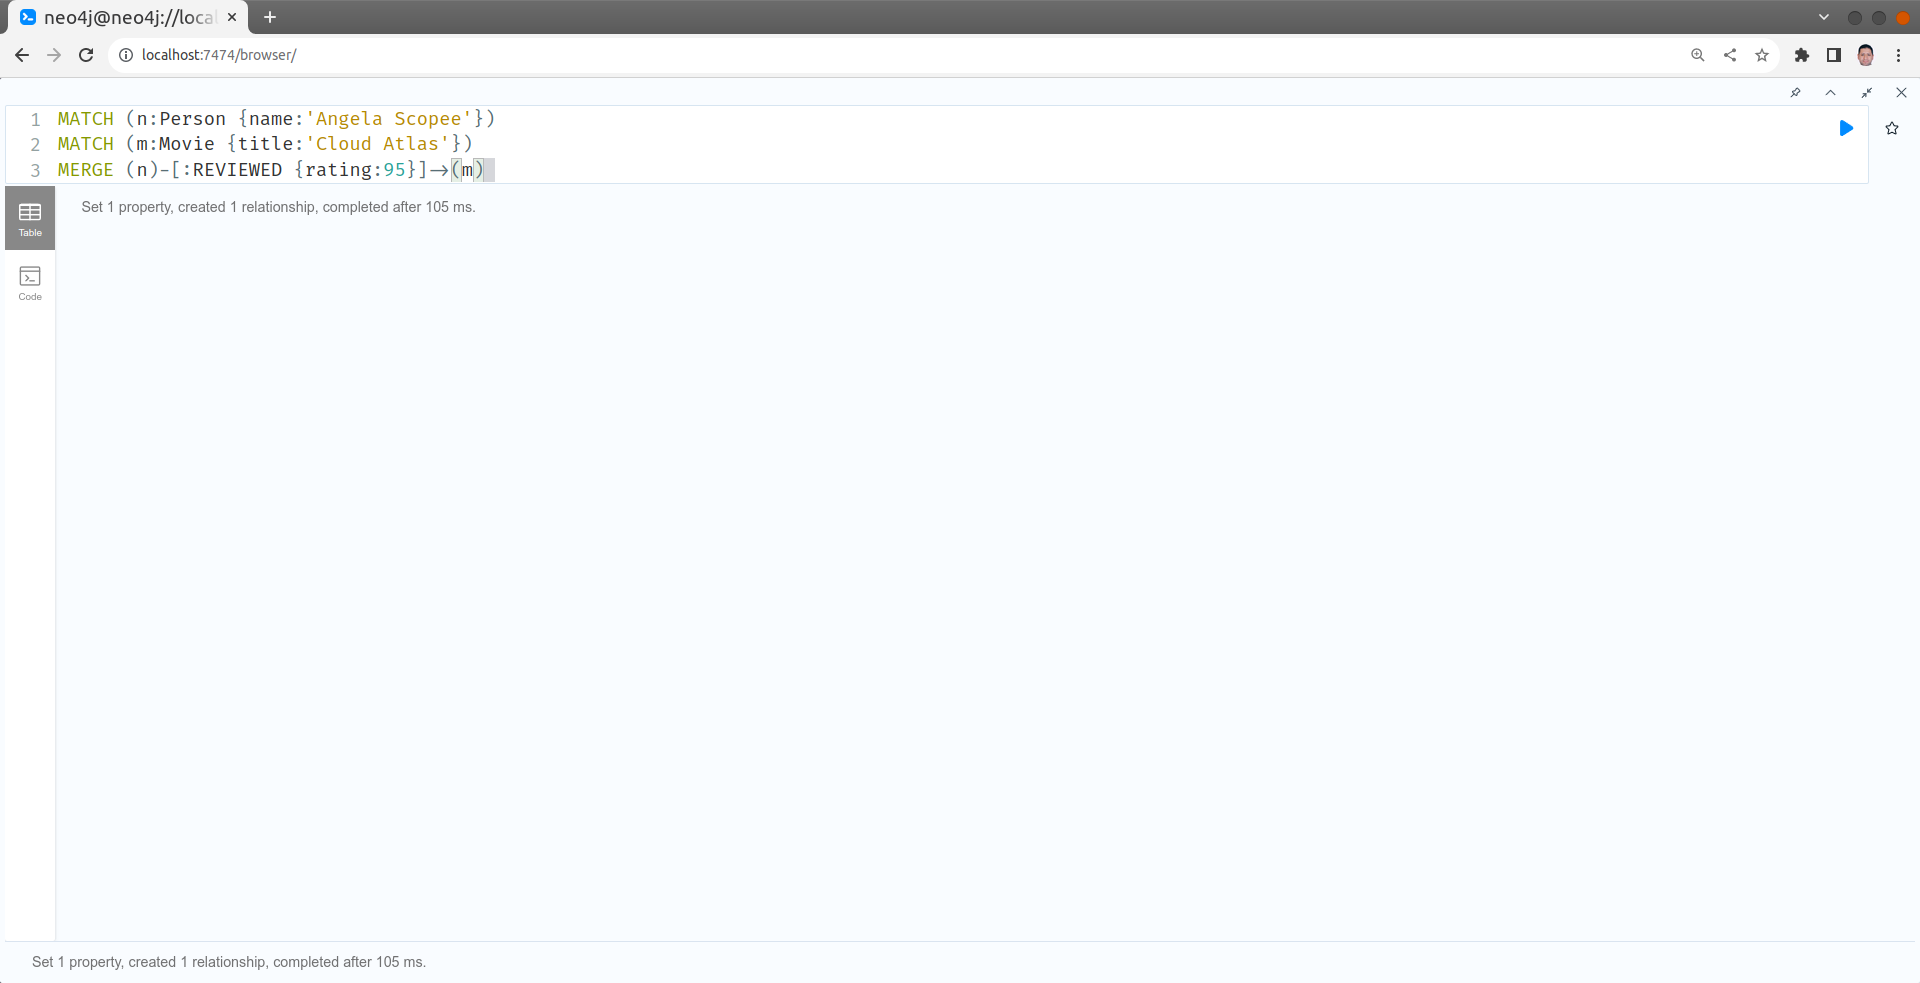 neo4j@neo4j://local
localhost:7474/browser/
1 MATCH (n:Person {name:'Angela Scopee'})
2 MATCH (m:Movie {title:'Cloud Atlas'})
3 MERGE (n)-[:REVIEWED {rating:95}]->(m)
Set 1 property, created 1 relationship, completed after 105 ms.
Table
Code
Set 1 property, created 1 relationship, completed after 105 ms.